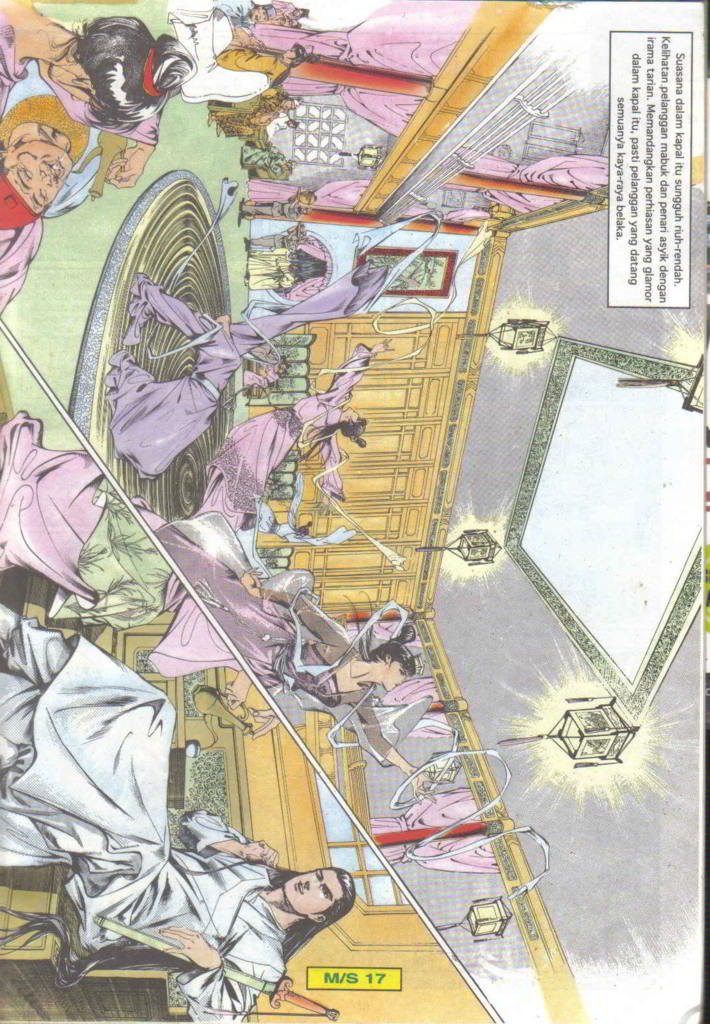 Suasana dalam kapal itu sungguh riuh-rendah.
Kelihatan pelanggan mabuk dan penari asyik dengan
irama tarian. Memandangkan perhiasan yang glamor
dalam kapal itu, pasti pelanggan yang datang
semuanya kaya-raya belaka.
M/S 17